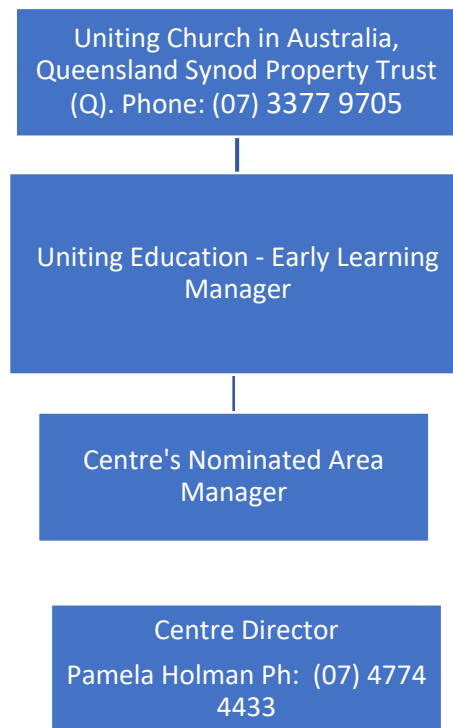 Uniting Church in Australia,
Queensland Synod Property Trust
(Q). Phone: (07) 3377 9705
Uniting Education - Early Learning
Manager
Centre's Nominated Area
Manager
Centre Director
Pamela Holman Ph:  (07) 4774
4433